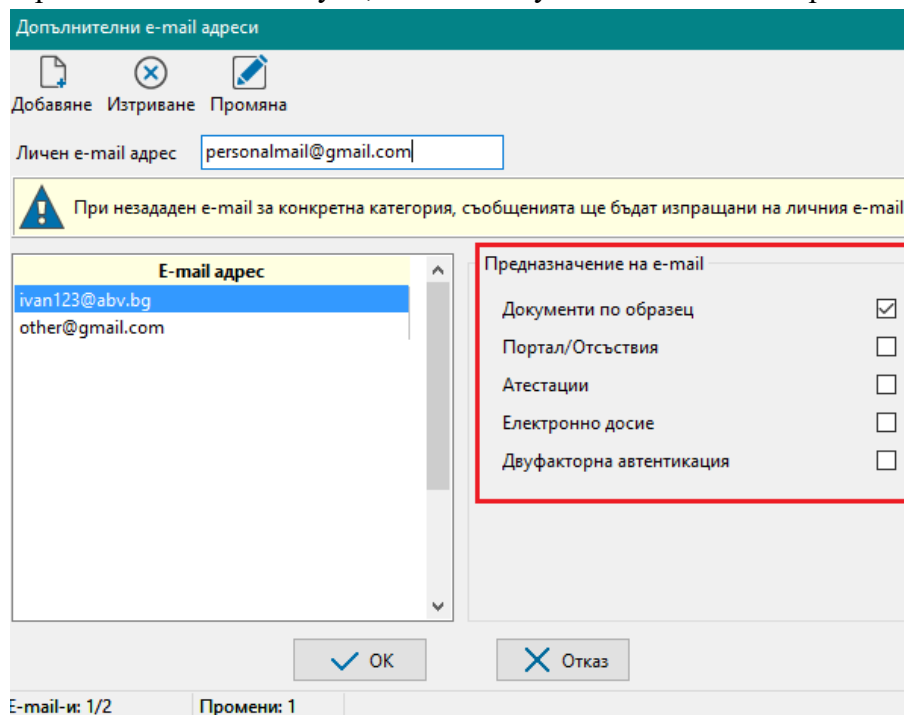 Допълнителни e-mail адреси
Добавяне Изтриване Промяна
Личен e-mail адрес personalmail@gmail.com
При незададен e-mail за конкретна категория, съобщенията ще бъдат изпращани на личния e-mail
E-mail адрес
ivan123@abv.bg
other@gmail.com
Предназначение на e-mail
Документи по образец
Портал/Отсъствия
Атестации
Електронно досие
Двуфакторна автентикация
OK Отказ
E-mail-и: 1/2 Промени: 1